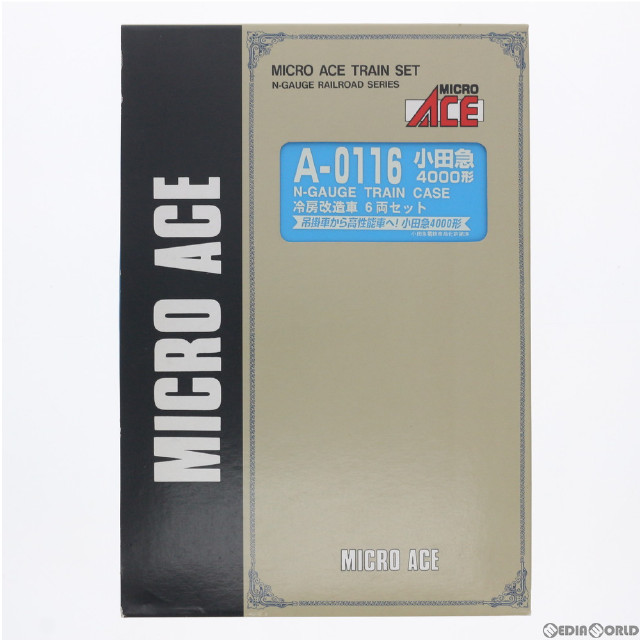 MICRO ACE TRAIN SET
N-GAUGE RAILROAD SERIES
MICRO
ACE
A-0116 小田急
4000形
N-GAUGE TRAIN CASE
冷房改造車 6両セット
吊掛車から高性能車へ!小田急4000形
MICRO ACE
MICRO ACE
MEDIAWORLD